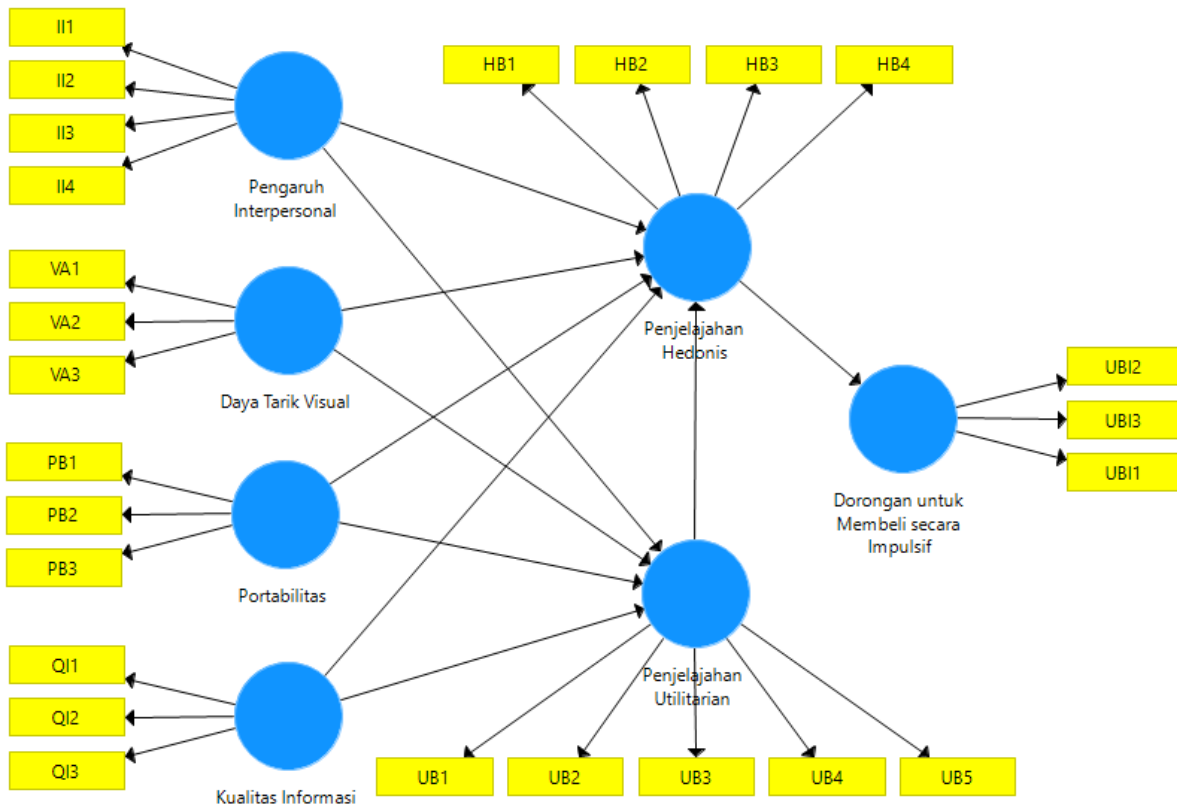 II1
II2
II3
II4
Pengaruh
Interpersonal
VA1
VA2
VA3
Daya Tarik Visual
PB1
PB2
PB3
Portabilitas
QI1
QI2
QI3
Kualitas Informasi
HB1
HB2
HB3
HB4
Penjelajahan
Hedonis
Penjelajahan
Utilitarian
UB1
UB2
UB3
UB4
UB5
Dorongan untuk
Membeli secara
Impulsif
UBI2
UBI3
UBI1